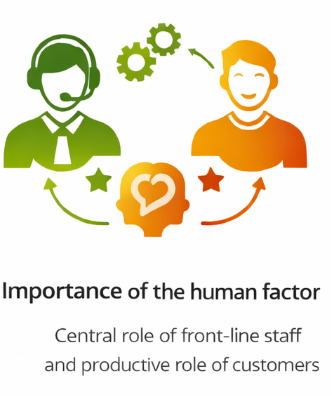 Importance of the human factor
Central role of front-line staff
and productive role of customers